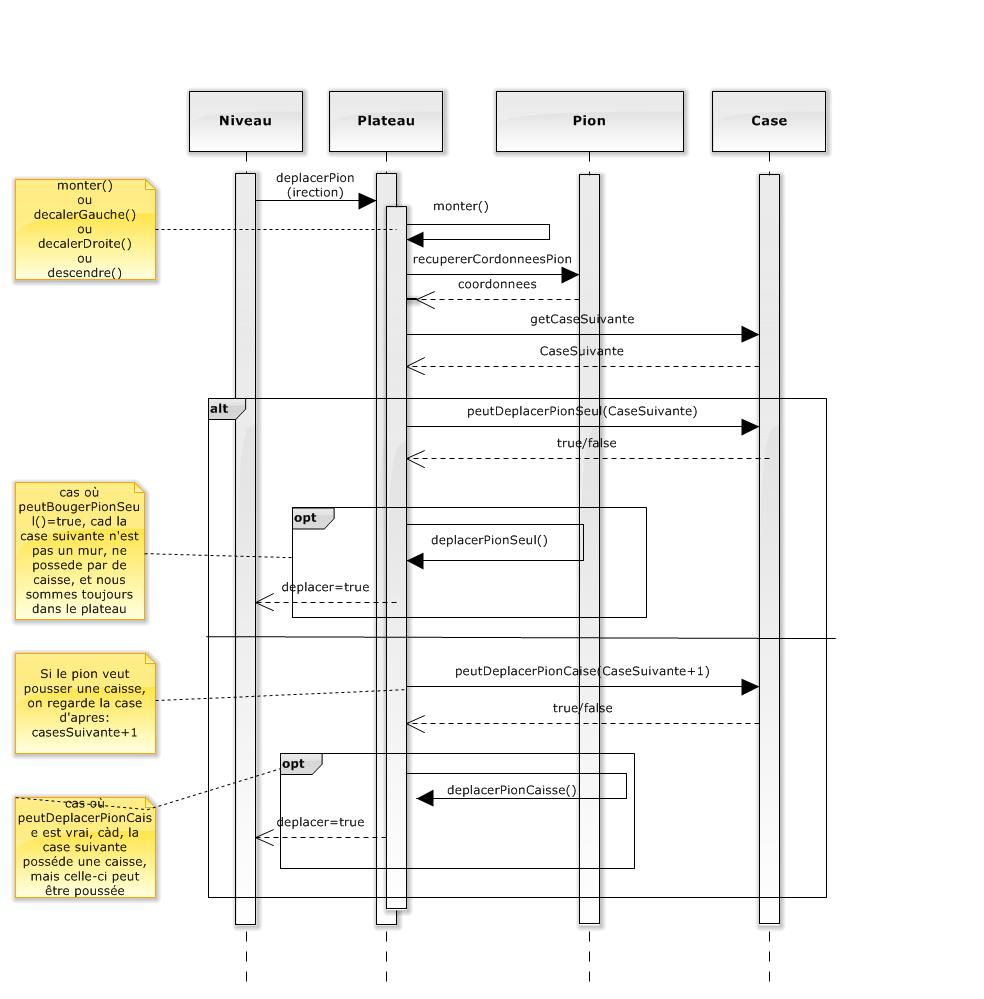 Niveau
Plateau
Pion
Case
deplacerPion
(irection)
monter()
ou
decalerGauche()
ou
decalerDroite()
ou
descendre()
monter()
recupererCordonneesPion
coordonnees
getCaseSuivante
CaseSuivante
alt
peutDeplacerPionSeul(CaseSuivante)
true/false
cas où
peutBougerPionSeu
l()=true, cad la
case suivante n'est
pas un mur, ne
possede par de
caisse, et nous
sommes toujours
dans le plateau
opt
deplacerPionSeul()
deplacer=true
Si le pion veut
pousser une caisse,
on regarde la case
d'apres:
casesSuivante+1
peutDeplacerPionCaise(CaseSuivante+1)
true/false
opt
deplacerPionCaisse()
deplacer=true
cas où
peutDeplacerPionCais
e est vrai, càd, la
case suivante
posséde une caisse,
mais celle-ci peut
être poussée